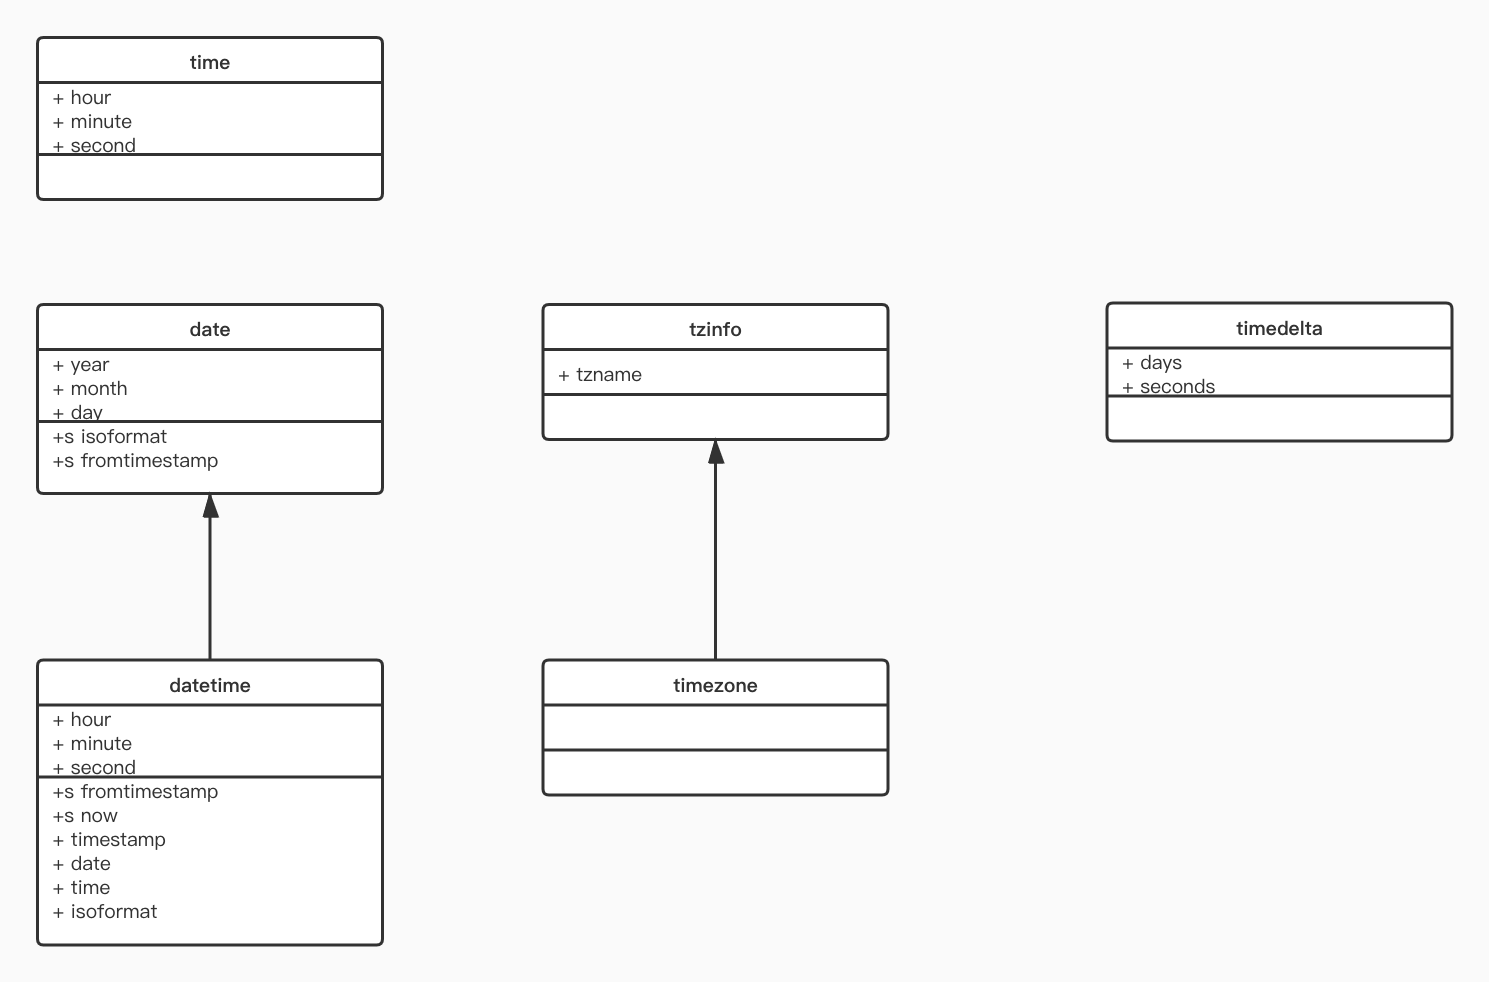 time
+ hour
+ minute
+ second
date
+ year
+ month
+ day
+s isoformat
+s fromtimestamp
tzinfo
+ tzname
timedelta
+ days
+ seconds
datetime
+ hour
+ minute
+ second
+s fromtimestamp
+s now
+ timestamp
+ date
+ time
+ isoformat
timezone